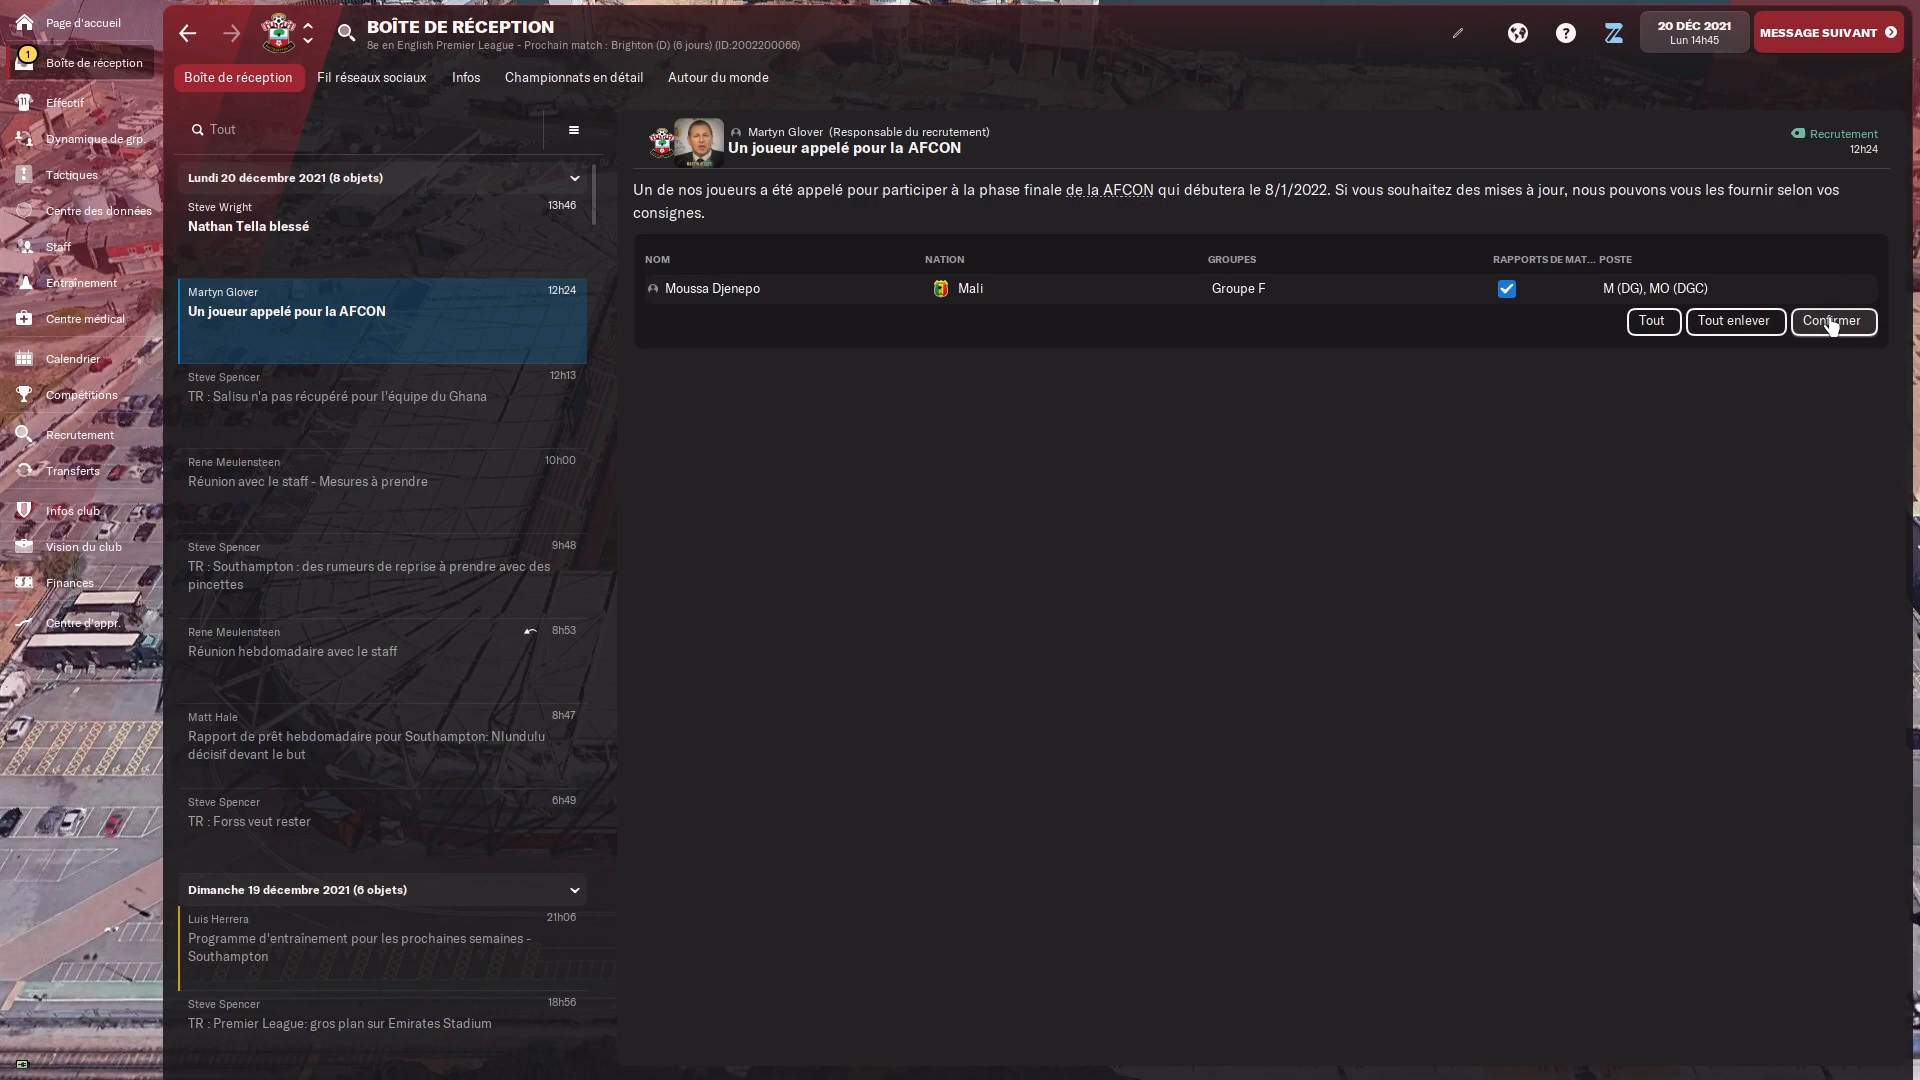 Page d'accueil
1
Boîte de réception
Effectif
Dynamique de grp.
Tactiques
Centre des données
Staff
Entraînement
Centre médical
Calendrier
Compétitions
Recrutement
Transferts
Infos club
Vision du club
Finances
Centre d'appr.
BOÎTE DE RÉCEPTION
8e en English Premier League - Prochain match : Brighton (D) (6 jours) (ID:2002200066)
20 DÉC 2021
Lun 14h45
MESSAGE SUIVANT
Boîte de réception
Fil réseaux sociaux
Infos
Championnats en détail
Autour du monde
Tout
Lundi 20 décembre 2021 (8 objets)
Steve Wright 13h46
Nathan Tella blessé
Martyn Glover 12h24
Un joueur appelé pour la AFCON
Steve Spencer 12h13
TR : Salisu n'a pas récupéré pour l'équipe du Ghana
Rene Meulensteen 10h00
Réunion avec le staff - Mesures à prendre
Steve Spencer 9h48
TR : Southampton : des rumeurs de reprise à prendre avec des
pincettes
Rene Meulensteen 8h53
Réunion hebdomadaire avec le staff
Matt Hale 8h47
Rapport de prêt hebdomadaire pour Southampton: Nlundulu
décisif devant le but
Steve Spencer 6h49
TR : Forss veut rester
Dimanche 19 décembre 2021 (6 objets)
Luis Herrera 21h06
Programme d'entraînement pour les prochaines semaines -
Southampton
Steve Spencer 18h56
TR : Premier League: gros plan sur Emirates Stadium
Martyn Glover (Responsable du recrutement)
Un joueur appelé pour la AFCON
Recrutement
12h24
Un de nos joueurs a été appelé pour participer à la phase finale de la AFCON qui débutera le 8/1/2022. Si vous souhaitez des mises à jour, nous pouvons vous les fournir selon vos
consignes.
NOM NATION GROUPES RAPPORTS DE MAT... POSTE
Moussa Djenepo Mali Groupe F M (DG), MO (DGC)
Tout Tout enlever Confirmer